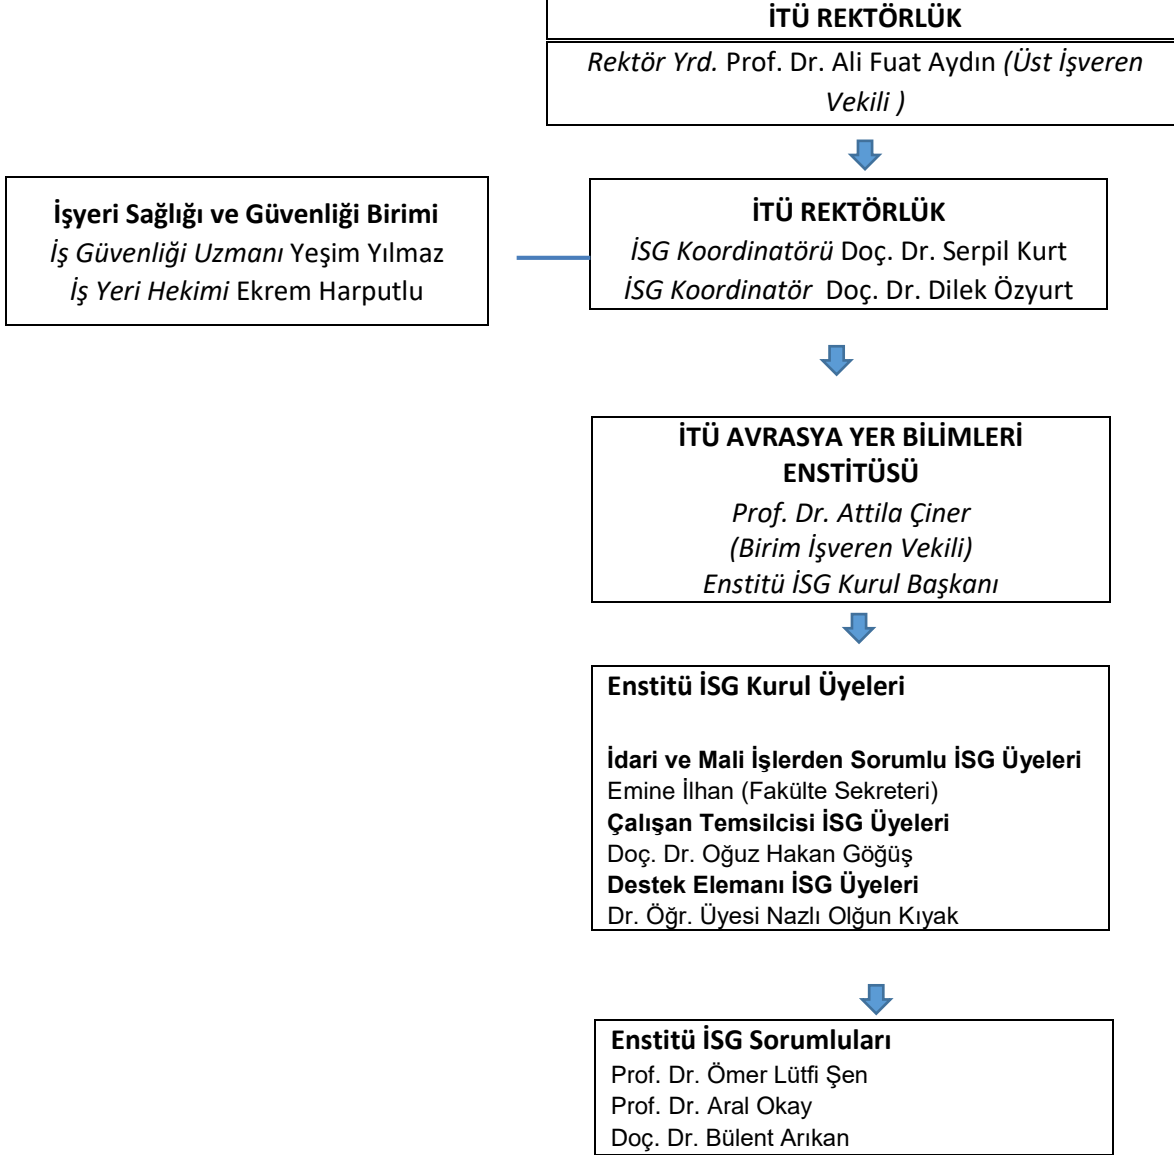 İTÜ REKTÖRLÜK
Rektör Yrd. Prof. Dr. Ali Fuat Aydın (Üst İşveren
Vekili )
İşyeri Sağlığı ve Güvenliği Birimi
İş Güvenliği Uzmanı Yeşim Yılmaz
İş Yeri Hekimi Ekrem Harputlu
İTÜ REKTÖRLÜK
İSG Koordinatörü Doç. Dr. Serpil Kurt
İSG Koordinatör  Doç. Dr. Dilek Özyurt
İTÜ AVRASYA YER BİLİMLERİ
ENSTİTÜSÜ
Prof. Dr. Attila Çiner
(Birim İşveren Vekili)
Enstitü İSG Kurul Başkanı
Enstitü İSG Kurul Üyeleri
İdari ve Mali İşlerden Sorumlu İSG Üyeleri
Emine İlhan (Fakülte Sekreteri)
Çalışan Temsilcisi İSG Üyeleri
Doç. Dr. Oğuz Hakan Göğüş
Destek Elemanı İSG Üyeleri
Dr. Öğr. Üyesi Nazlı Olğun Kıyak
Enstitü İSG Sorumluları
Prof. Dr. Ömer Lütfi Şen
Prof. Dr. Aral Okay
Doç. Dr. Bülent Arıkan